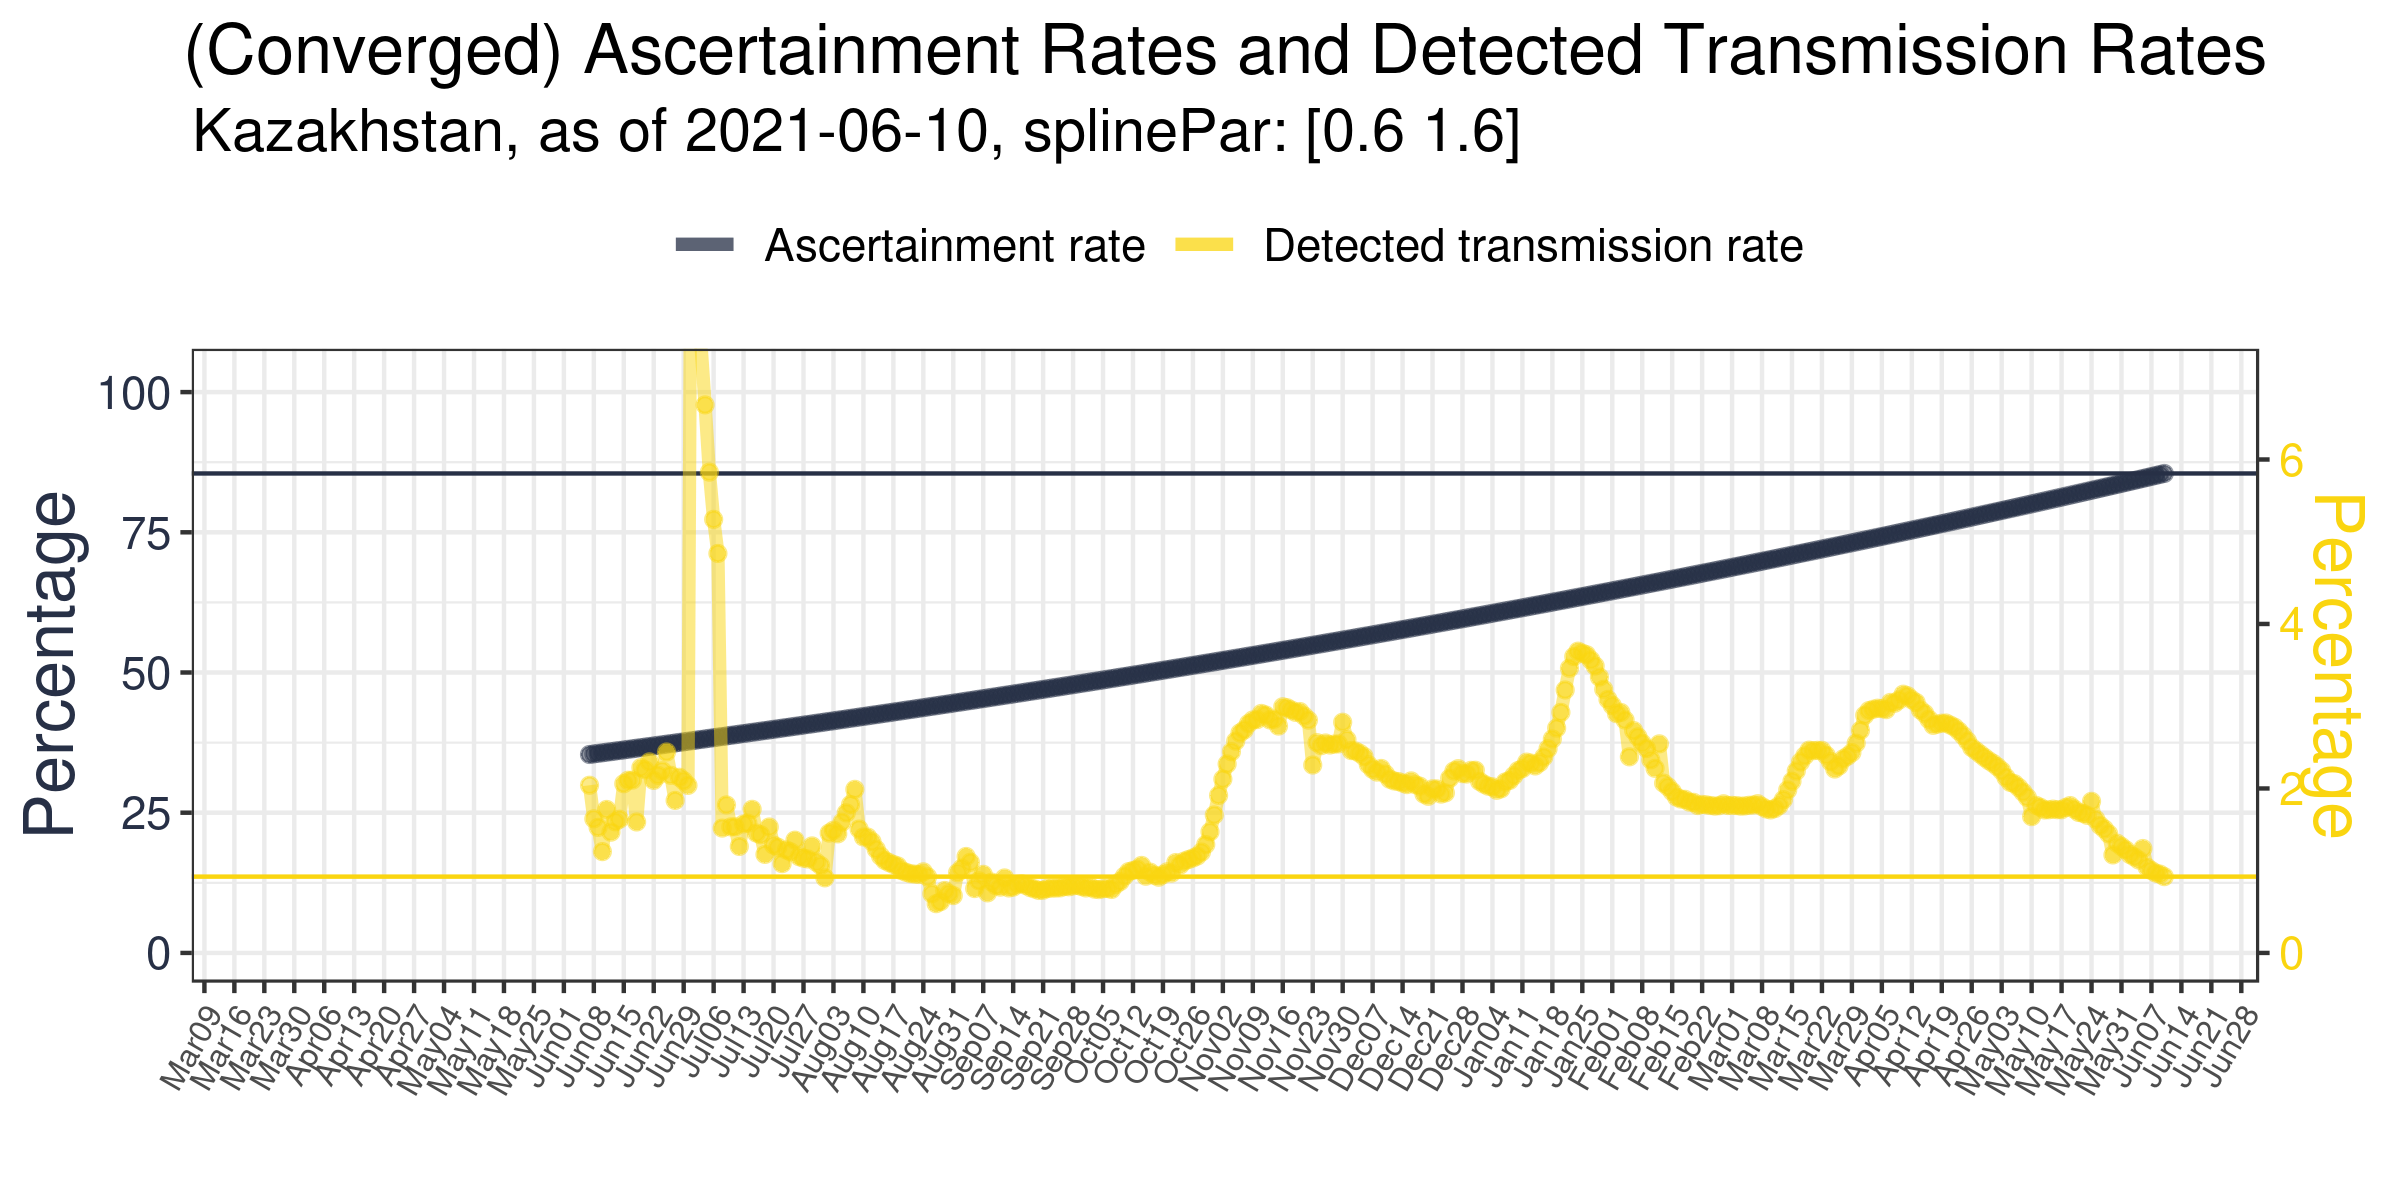 (Converged) Ascertainment Rates and Detected Transmission Rates
Kazakhstan, as of 2021-06-10, splinePar: [0.6 1.6]
Ascertainment rate
Detected transmission rate
Percentage
100
75
50
25
0
6
4
2
0
Percentage
Mar09
Mar16
Mar23
Mar30
Apr06
Apr13
Apr20
Apr27
May04
May11
May18
May25
Jun01
Jun08
Jun15
Jun22
Jun29
Jul06
Jul13
Jul20
Jul27
Aug03
Aug10
Aug17
Aug24
Aug31
Sep07
Sep14
Sep21
Sep28
Oct05
Oct12
Oct19
Oct26
Nov02
Nov09
Nov16
Nov23
Nov30
Dec07
Dec14
Dec21
Dec28
Jan04
Jan11
Jan18
Jan25
Feb01
Feb08
Feb15
Feb22
Mar01
Mar08
Mar15
Mar22
Mar29
Apr05
Apr12
Apr19
Apr26
May03
May10
May17
May24
May31
Jun07
Jun14
Jun21
Jun28